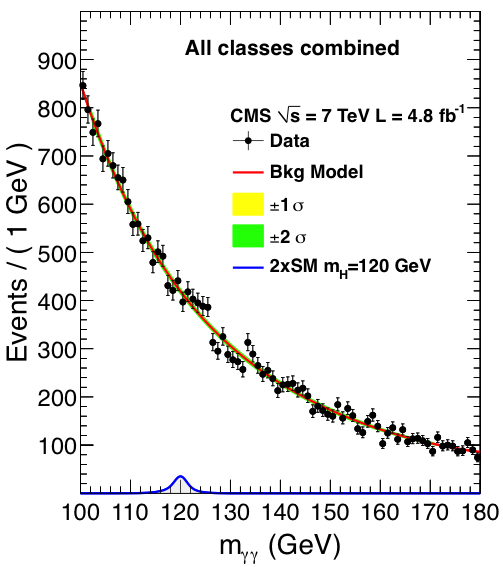 All classes combined
CMS √s = 7 TeV L = 4.8 fb⁻¹
Data
Bkg Model
±1 σ
±2 σ
2xSM m_H=120 GeV
Events / ( 1 GeV )
900
800
700
600
500
400
300
200
100
100 120 130 140 150 160 170 180
110
m_γγ (GeV)